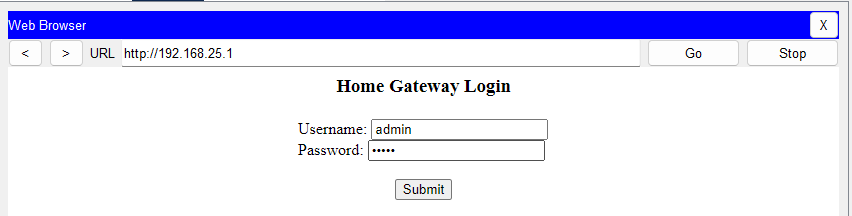 Web Browser X
< > URL http://192.168.25.1 Go Stop
Home Gateway Login
Username: admin
Password: •••••
Submit